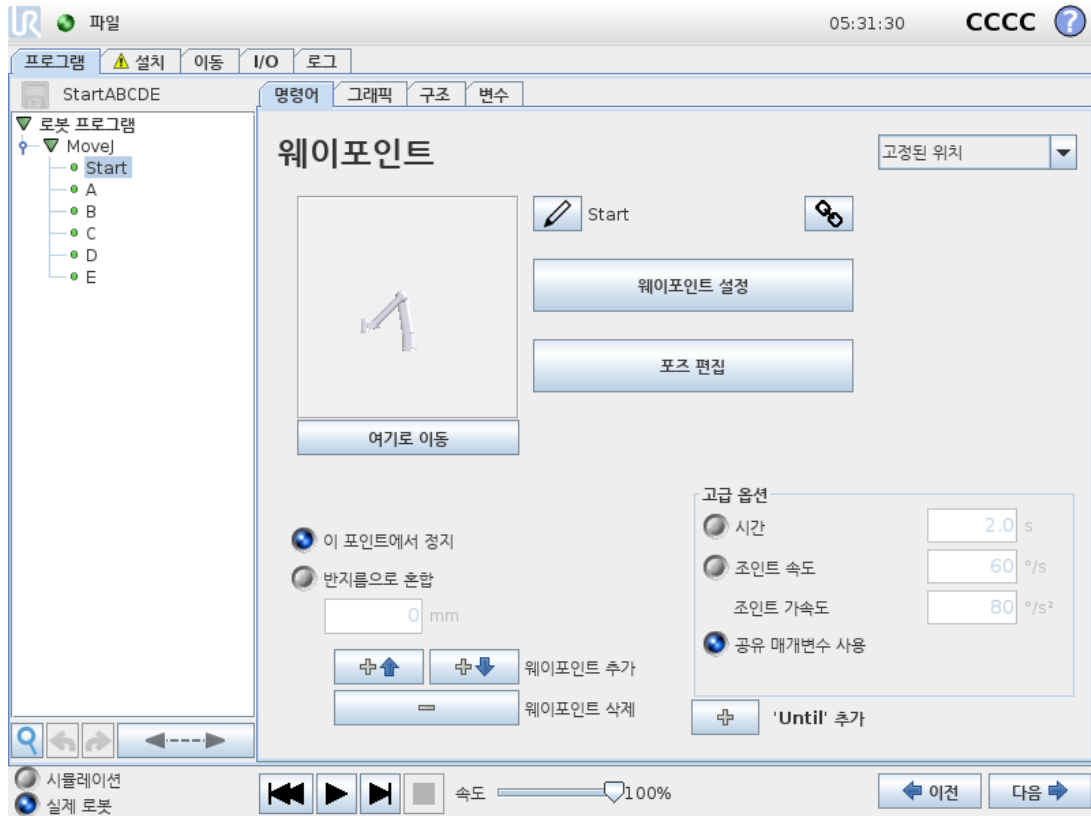 UR 파일 05:31:30 CCCC ?
프로그램 설치 이동 I/O 로그
StartABCDE 명령어 그래픽 구조 변수
로봇 프로그램
MoveJ
Start
A
B
C
D
E
웨이포인트
고정된 위치
Start
웨이포인트 설정
포즈 편집
여기로 이동
이 포인트에서 정지
반지름으로 혼합
0 mm
웨이포인트 추가
웨이포인트 삭제
고급 옵션
시간 2.0 s
조인트 속도 60 °/s
조인트 가속도 80 °/s²
공유 매개변수 사용
'Until' 추가
시뮬레이션
실제 로봇
속도 100%
이전 다음